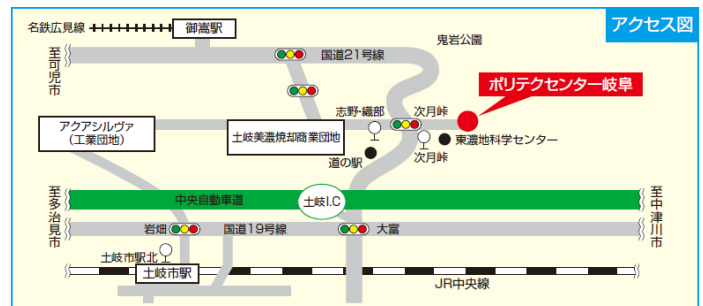 アクセス図
名鉄広見線
御嵩駅
鬼岩公園
至可児市
国道21号線
ポリテクセンター岐阜
志野・織部
次月峠
アクアシルヴァ
(工業団地)
土岐美濃焼卸商業団地
道の駅
次月峠
東濃地科学センター
至多治見市
中央自動車道
土岐I.C
至中津川市
岩畑
国道19号線
大富
土岐市駅北
土岐市駅
JR中央線